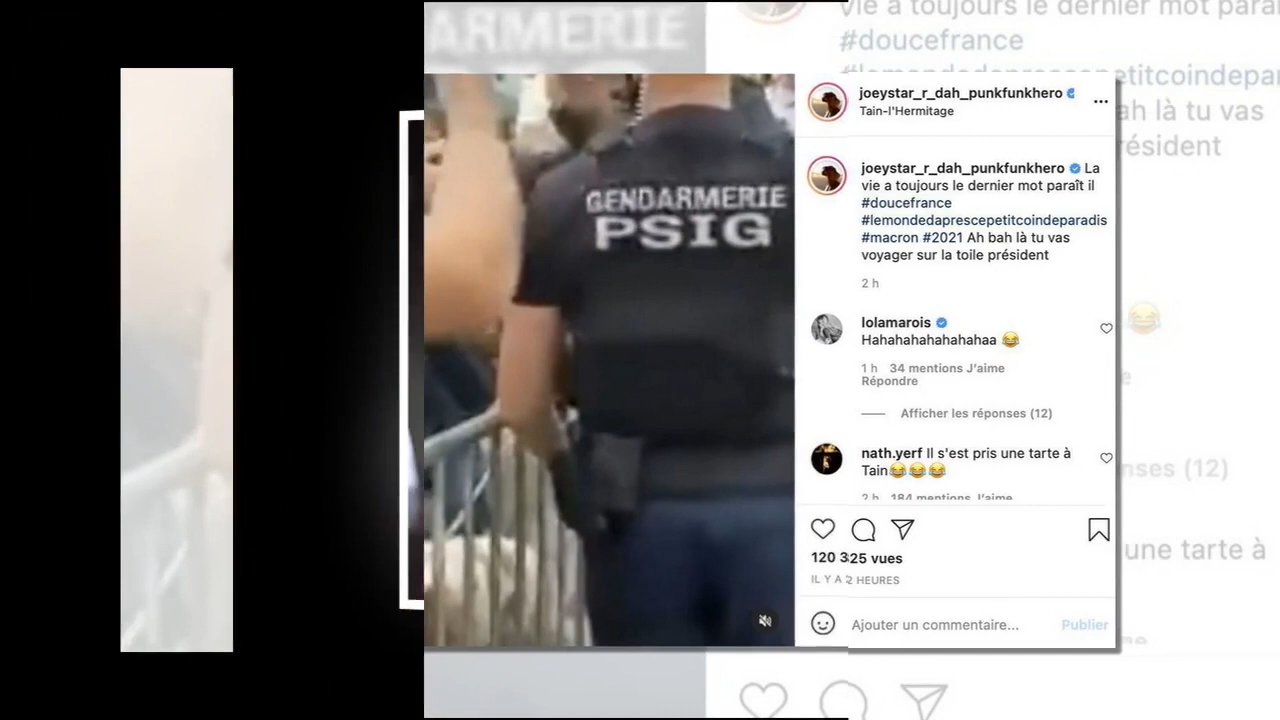 ARMERIE
vie a toujours le dernier mot paraî
#doucefrance
etitcoindepar
ah là tu vas
résident
GENDARMERIE
PSIG
joeystar_r_dah_punkfunkhero
Tain-l'Hermitage
joeystar_r_dah_punkfunkhero La
vie a toujours le dernier mot paraît il
#doucefrance
#lemondedaprescepetitcoindeparadis
#macron #2021 Ah bah là tu vas
voyager sur la toile président
2 h
lolamarois
Hahahahahahahahaa 😂
1 h 34 mentions J'aime
Répondre
Afficher les réponses (12)
nath.yerf Il s'est pris une tarte à
Tain😂😂😂
2 h 184 mentions J'aime
120 325 vues
IL Y A 2 HEURES
Ajouter un commentaire...
Publier
nses (12)
une tarte à